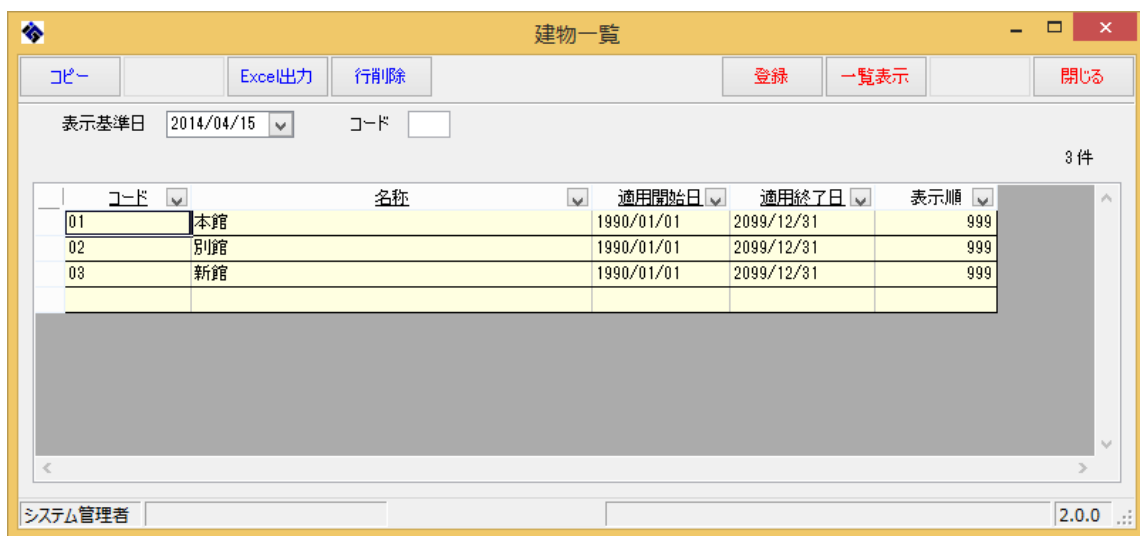 建物一覧
コピー Excel出力 行削除 登録 一覧表示 閉じる
表示基準日 2014/04/15 コード
3件
コード 名称 適用開始日 適用終了日 表示順
01 本館 1990/01/01 2099/12/31 999
02 別館 1990/01/01 2099/12/31 999
03 新館 1990/01/01 2099/12/31 999
システム管理者 2.0.0